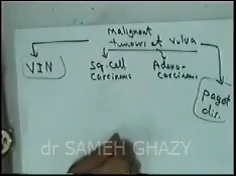 malignant
tumours of vulva
VIN
Sq. Cell
Carcinoma
Adeno-
Carcinoma
paget
dis.
dr SAMEH GHAZY